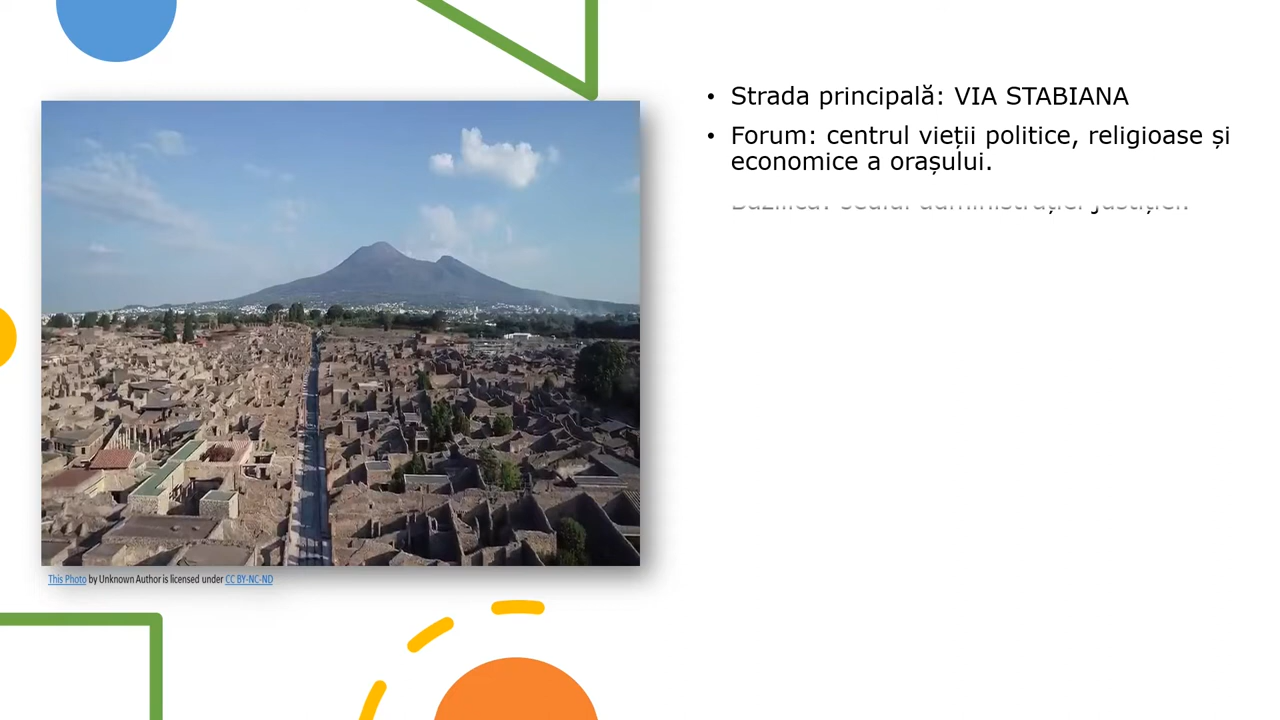 Strada principală: VIA STABIANA
Forum: centrul vieții politice, religioase și
economice a orașului.
This Photo by Unknown Author is licensed under CC BY-NC-ND